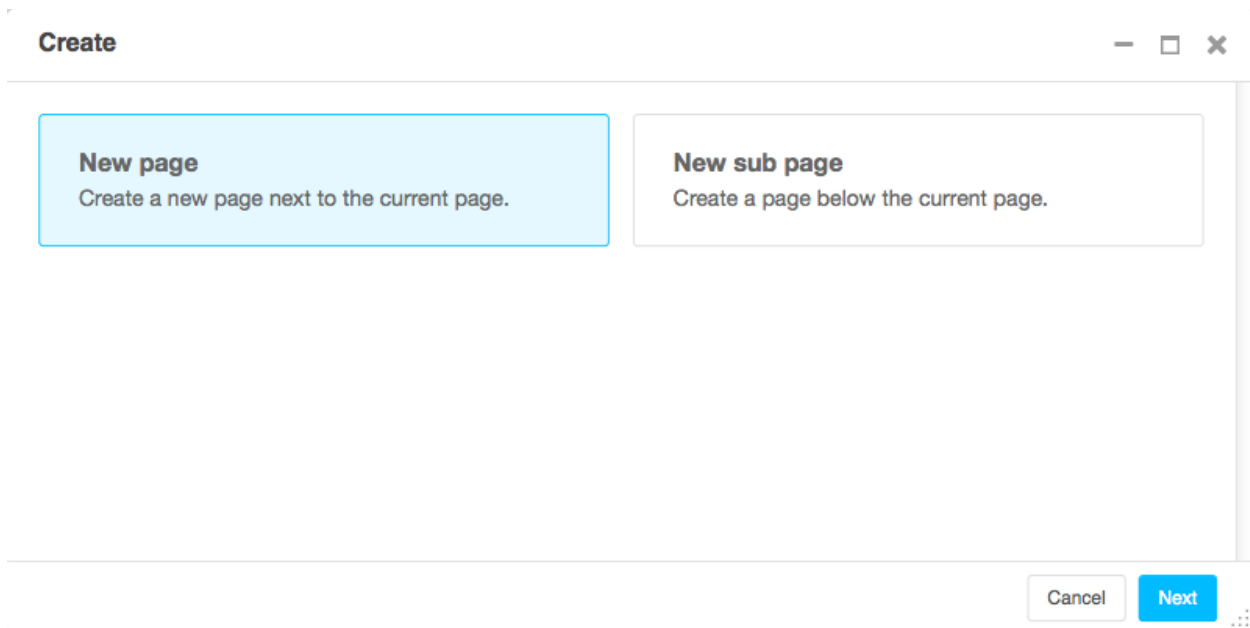 Create
New page
Create a new page next to the current page.
New sub page
Create a page below the current page.
Cancel
Next